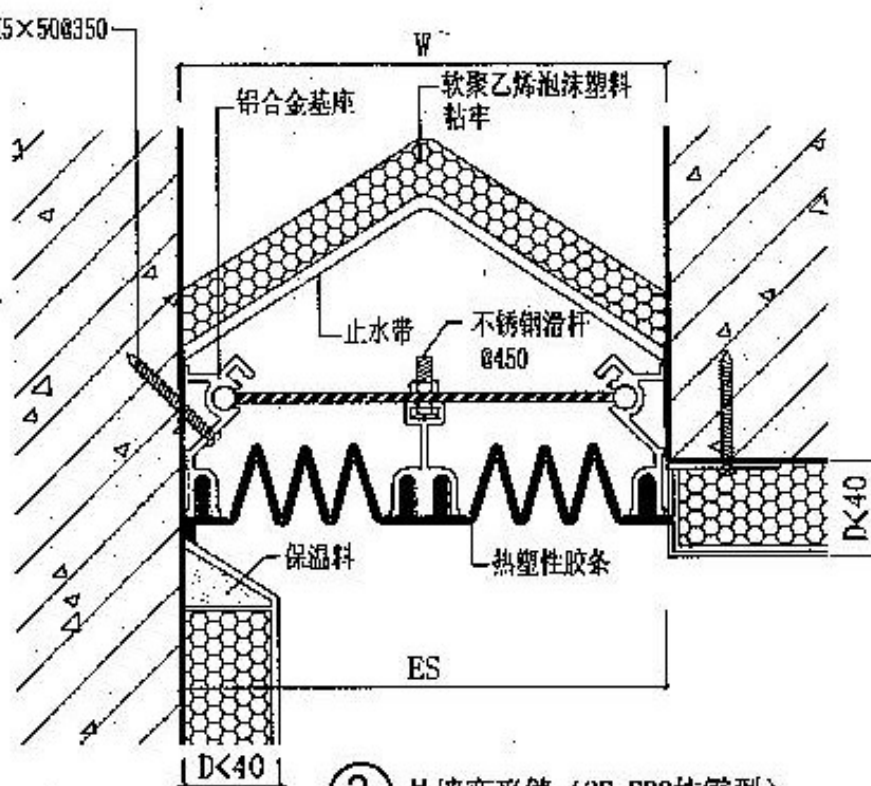 5×50@350
W
铝合金基座
软聚乙烯泡沫塑料
粘牢
止水带
不锈钢滑杆
@450
D<40
保温料
热塑性胶条
ES
D<40
2